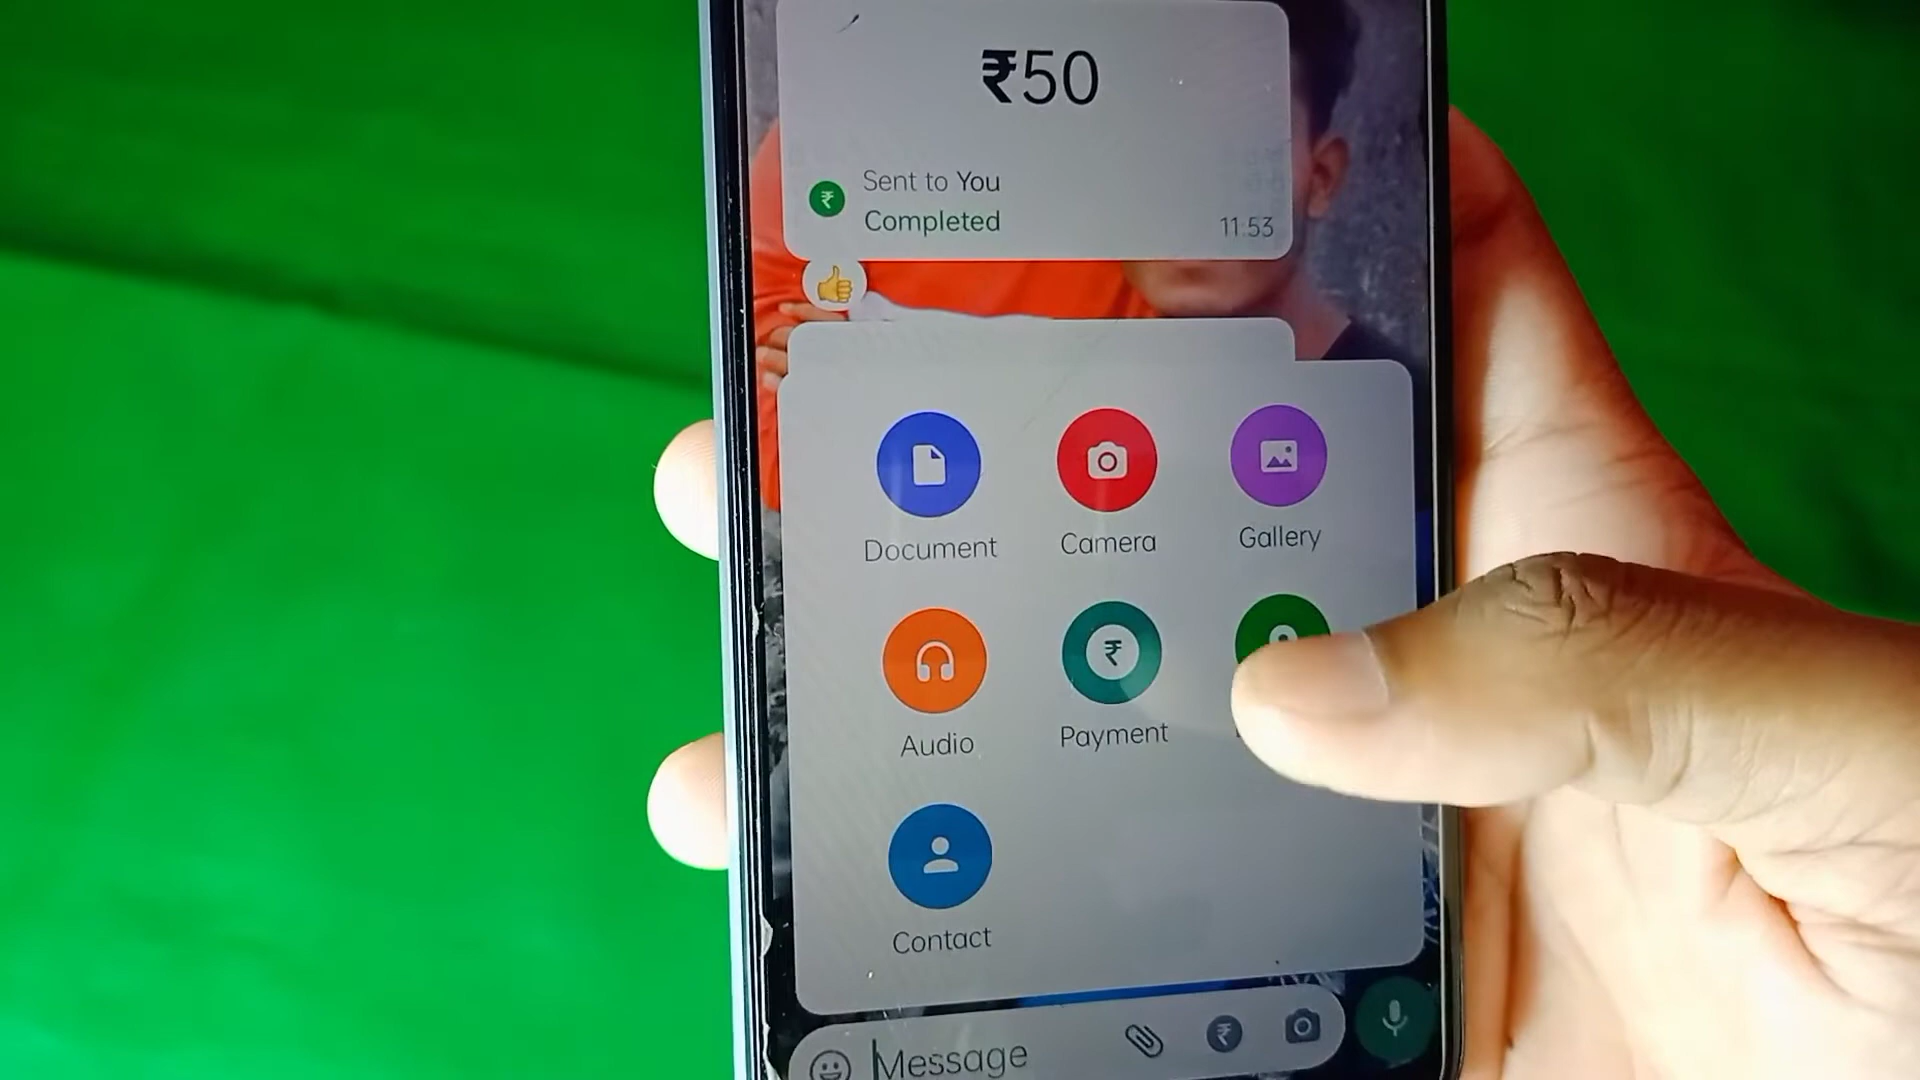 ₹50
Sent to You
Completed
11:53
Document
Camera
Gallery
Audio
Payment
Contact
Message